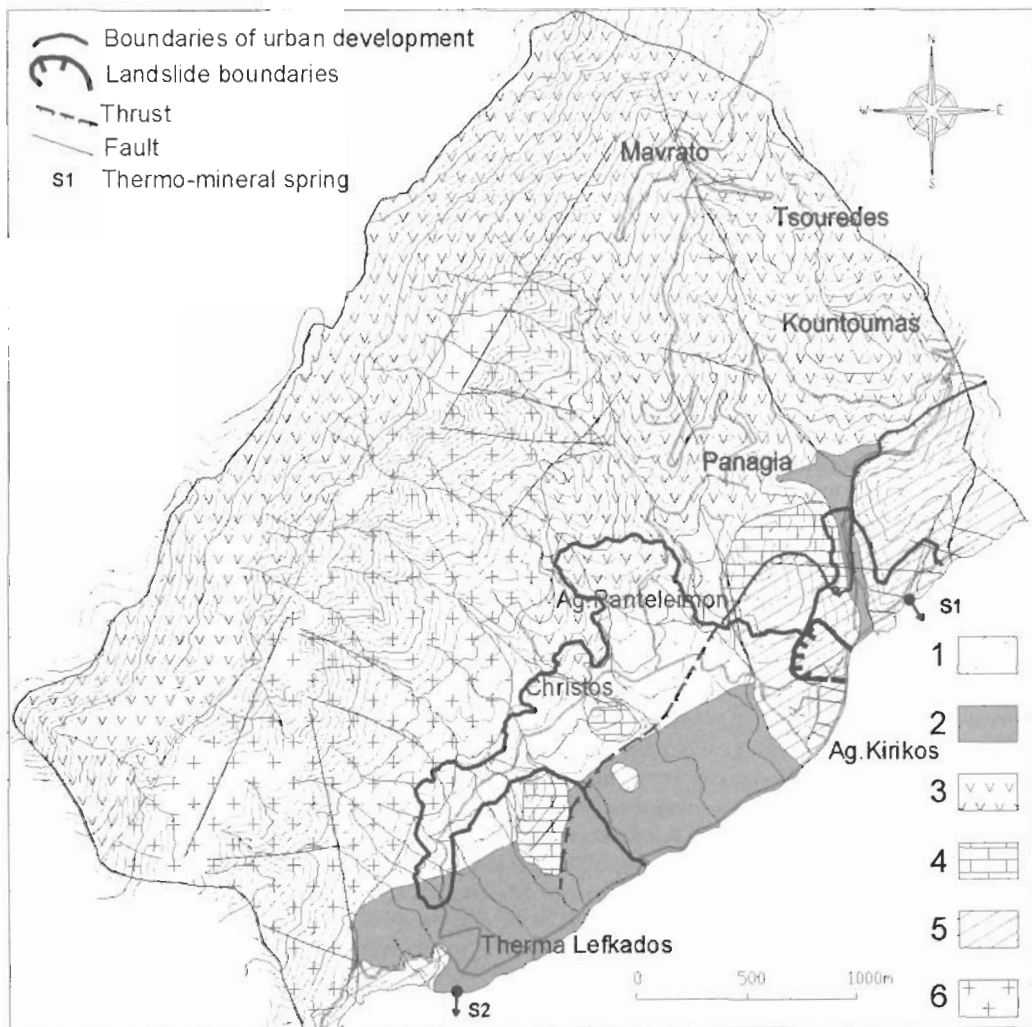 Boundaries of urban development
Landslide boundaries
Thrust
Fault
S1 Thermo-mineral spring
N
W
E
S
Mavrato
Tsouredes
Kountoumas
Panagia
Ag.Panteleimon
S1
Christos
Ag.Kirikos
Therma Lefkados
S2
0 500 1000m
1
2
3
4
5
6